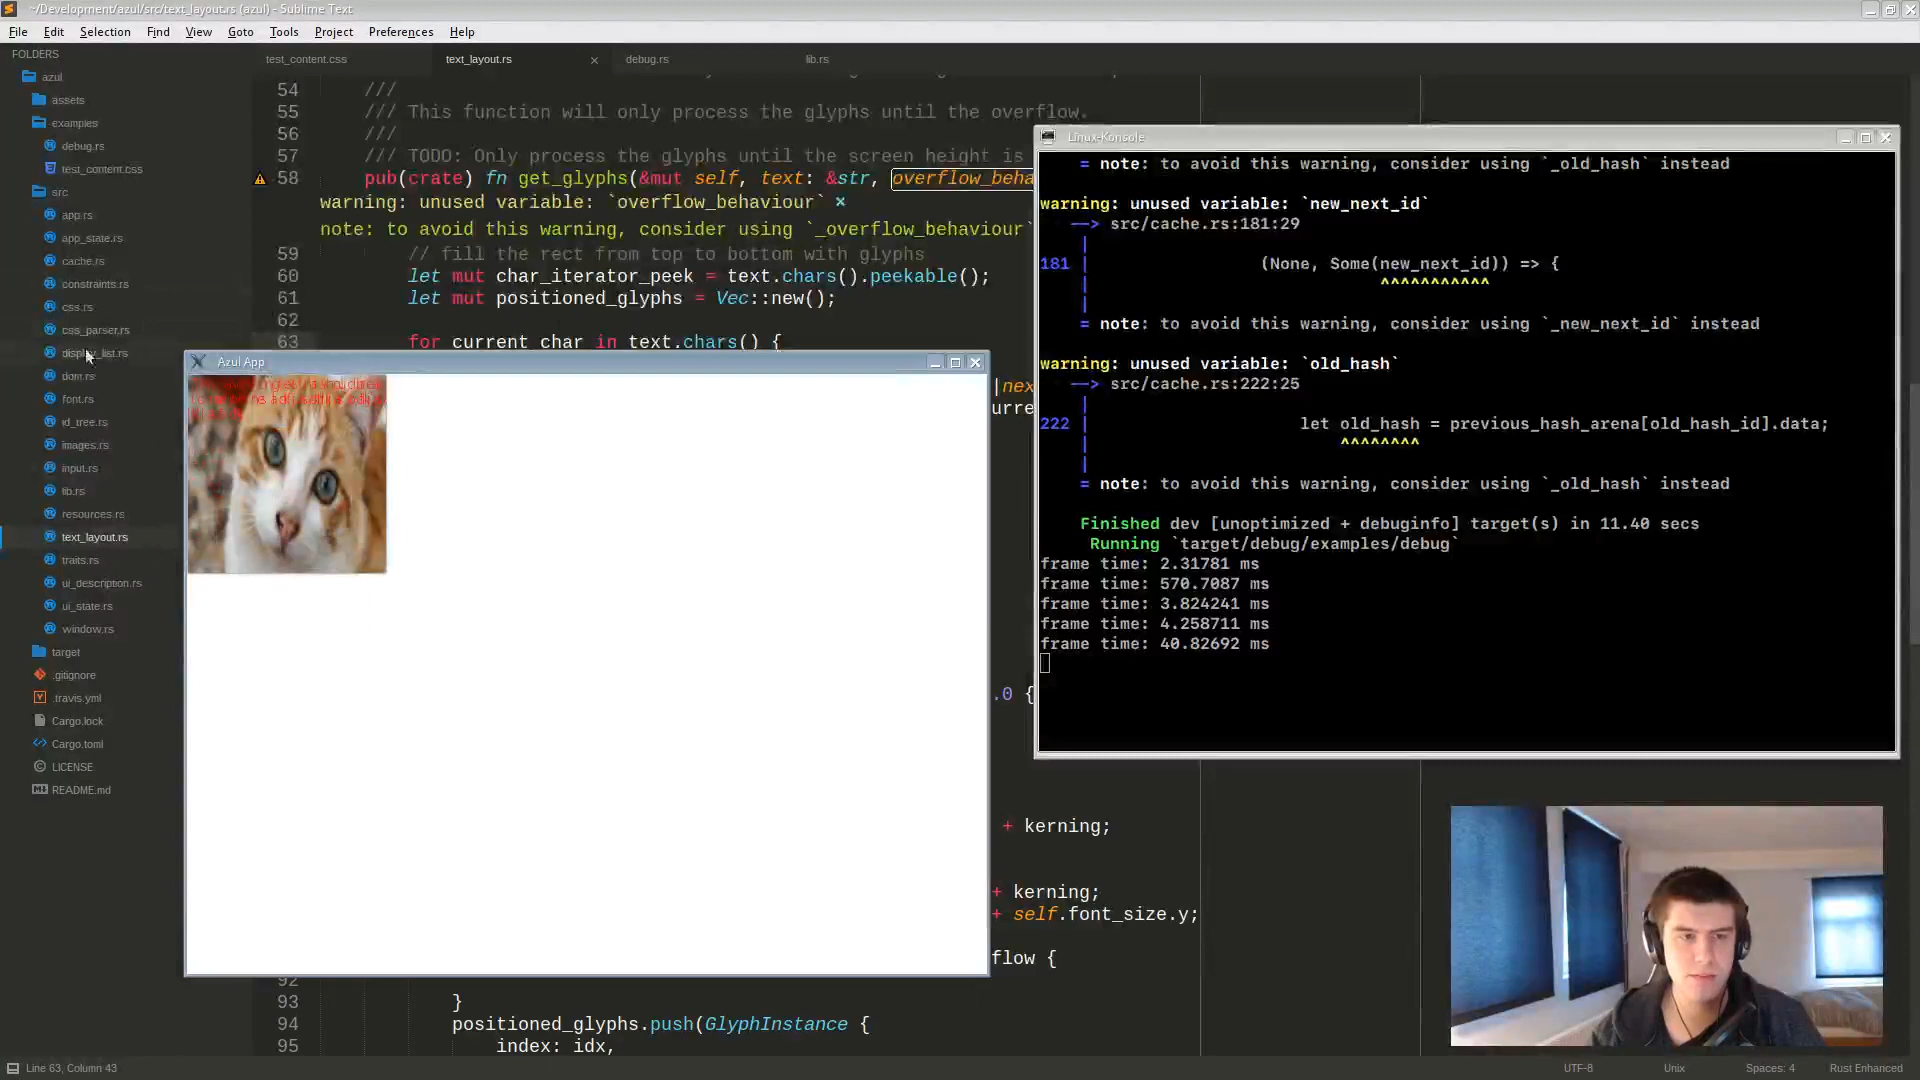 ~/Development/azul/src/text_layout.rs (azul) - Sublime Text
File Edit Selection Find View Goto Tools Project Preferences Help
FOLDERS
azul
assets
examples
debug.rs
test_content.css
src
app.rs
app_state.rs
cache.rs
constraints.rs
css.rs
css_parser.rs
display_list.rs
dom.rs
font.rs
id_tree.rs
images.rs
input.rs
lib.rs
resources.rs
text_layout.rs
traits.rs
ui_description.rs
ui_state.rs
window.rs
target
.gitignore
.travis.yml
Cargo.lock
Cargo.toml
LICENSE
README.md
test_content.css text_layout.rs × debug.rs lib.rs
54 ///
55 /// This function will only process the glyphs until the overflow.
56 ///
57 /// TODO: Only process the glyphs until the screen height is
58 pub(crate) fn get_glyphs(&mut self, text: &str, overflow_beha
warning: unused variable: `overflow_behaviour` ×
note: to avoid this warning, consider using `_overflow_behaviour`
59 // fill the rect from top to bottom with glyphs
60 let mut char_iterator_peek = text.chars().peekable();
61 let mut positioned_glyphs = Vec::new();
62
63 for current_char in text.chars() {
|nex
urre
.0 {
+ kerning;
+ kerning;
+ self.font_size.y;
flow {
92
93 }
94 positioned_glyphs.push(GlyphInstance {
95 index: idx,
Azul App
Linux-Konsole
= note: to avoid this warning, consider using `_old_hash` instead
warning: unused variable: `new_next_id`
--> src/cache.rs:181:29
|
181 | (None, Some(new_next_id)) => {
| ^^^^^^^^^^^
|
= note: to avoid this warning, consider using `_new_next_id` instead
warning: unused variable: `old_hash`
--> src/cache.rs:222:25
|
222 | let old_hash = previous_hash_arena[old_hash_id].data;
| ^^^^^^^^
|
= note: to avoid this warning, consider using `_old_hash` instead
Finished dev [unoptimized + debuginfo] target(s) in 11.40 secs
Running `target/debug/examples/debug`
frame time: 2.31781 ms
frame time: 570.7087 ms
frame time: 3.824241 ms
frame time: 4.258711 ms
frame time: 40.82692 ms
Line 63, Column 43
UTF-8 Unix Spaces: 4 Rust Enhanced